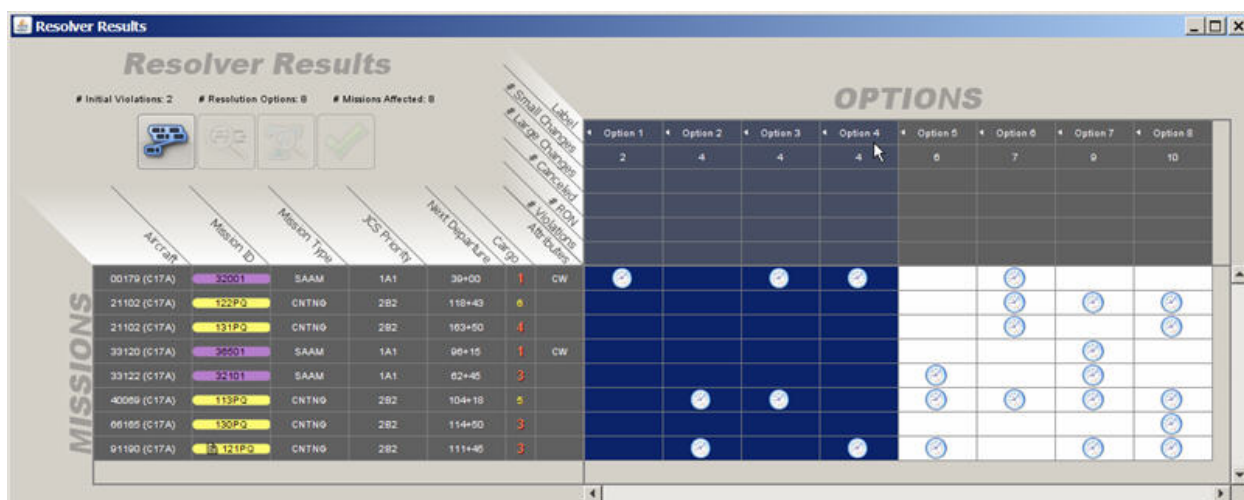 Resolver Results
Resolver Results
# Initial Violations: 2 # Resolution Options: 8 # Missions Affected: 8
OPTIONS
Label
# Small Changes
# Large Changes
# Canceled
# RON
# Violations
Attributes
Option 1 Option 2 Option 3 Option 4 Option 5 Option 6 Option 7 Option 8
2 4 4 4 6 7 9 10
Aircraft Mission ID Mission Type JCS Priority Next Departure Cargo
MISSIONS
00179 (C17A) 32001 SAAM 1A1 39+00 1 CW
21102 (C17A) 122PQ CNTNG 2B2 118+43 6
21102 (C17A) 131PQ CNTNG 2B2 163+50 4
33120 (C17A) 36501 SAAM 1A1 96+15 1 CW
33122 (C17A) 32101 SAAM 1A1 62+45 3
40069 (C17A) 113PQ CNTNG 2B2 104+18 5
66165 (C17A) 130PQ CNTNG 2B2 114+50 3
91190 (C17A) 121PQ CNTNG 2B2 111+45 3